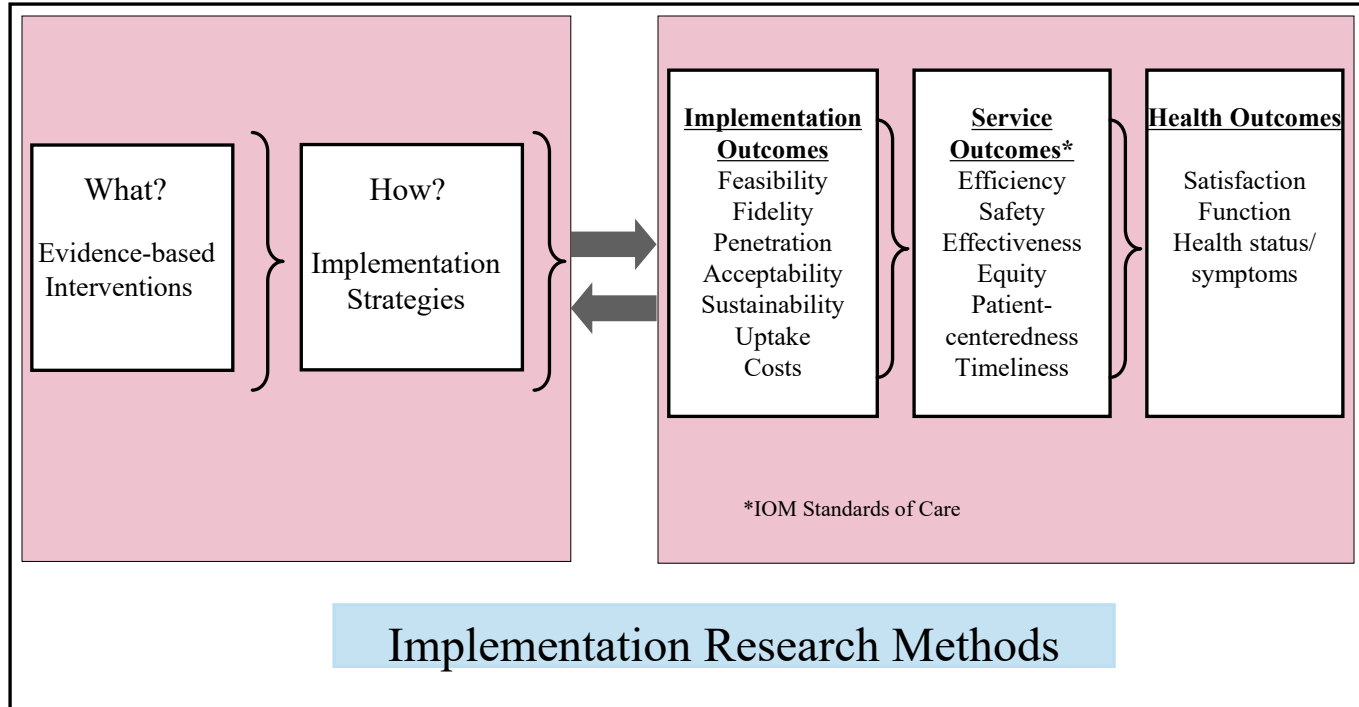 What?
Evidence-based
Interventions
How?
Implementation
Strategies
Implementation
Outcomes
Feasibility
Fidelity
Penetration
Acceptability
Sustainability
Uptake
Costs
Service
Outcomes*
Efficiency
Safety
Effectiveness
Equity
Patient-
centeredness
Timeliness
Health Outcomes
Satisfaction
Function
Health status/
symptoms
*IOM Standards of Care
Implementation Research Methods